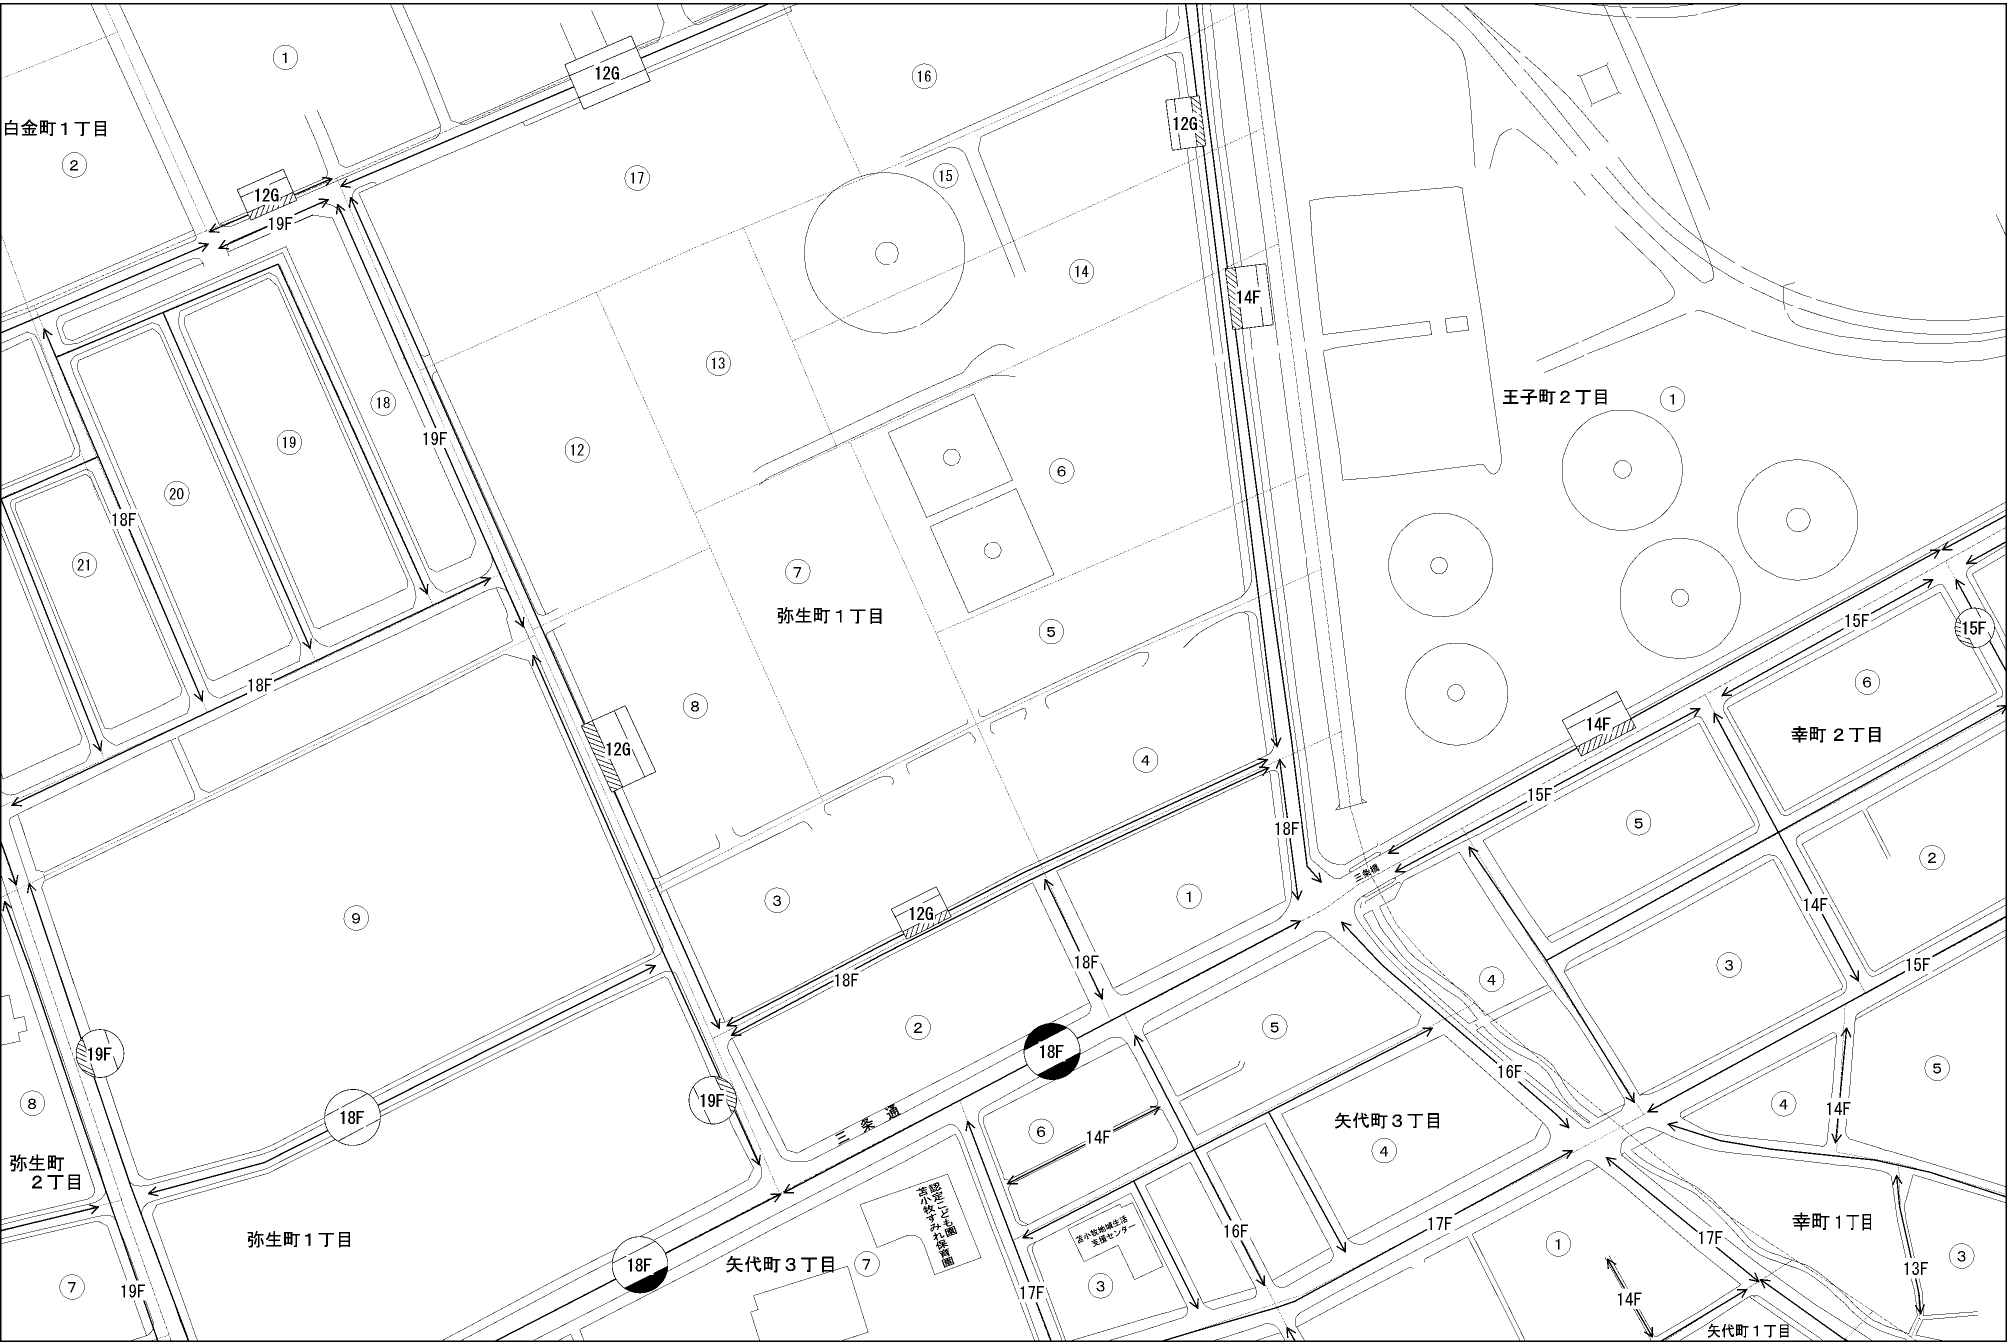 ①
12G
⑯
12G
白金町１丁目
②
⑰
⑮
12G
19F
⑭
14F
⑬
王子町２丁目
①
⑱
19F
⑲
⑫
⑥
⑳
18F
㉑
⑦
弥生町１丁目
⑤
15F
15F
18F
⑥
⑧
14F
幸町２丁目
12G
④
15F
⑤
18F
②
三条橋
①
③
14F
12G
⑨
18F
18F
15F
③
④
②
⑤
18F
19F
16F
⑤
⑧
19F
18F
三条通
矢代町３丁目
④
14F
④
⑥
14F
弥生町
２丁目
認定こども園
苫小牧すみれ保育園
苫小牧地域生活
支援センター
16F
17F
幸町１丁目
弥生町１丁目
17F
①
③
18F
矢代町３丁目
⑦
13F
⑦
19F
17F
③
14F
矢代町１丁目